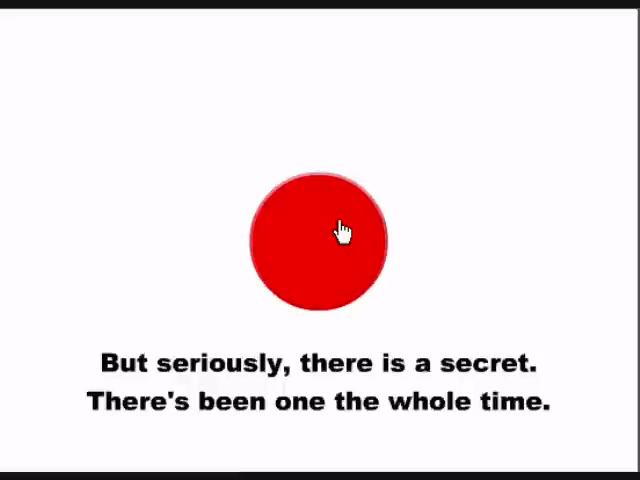 But seriously, there is a secret.
There's been one the whole time.